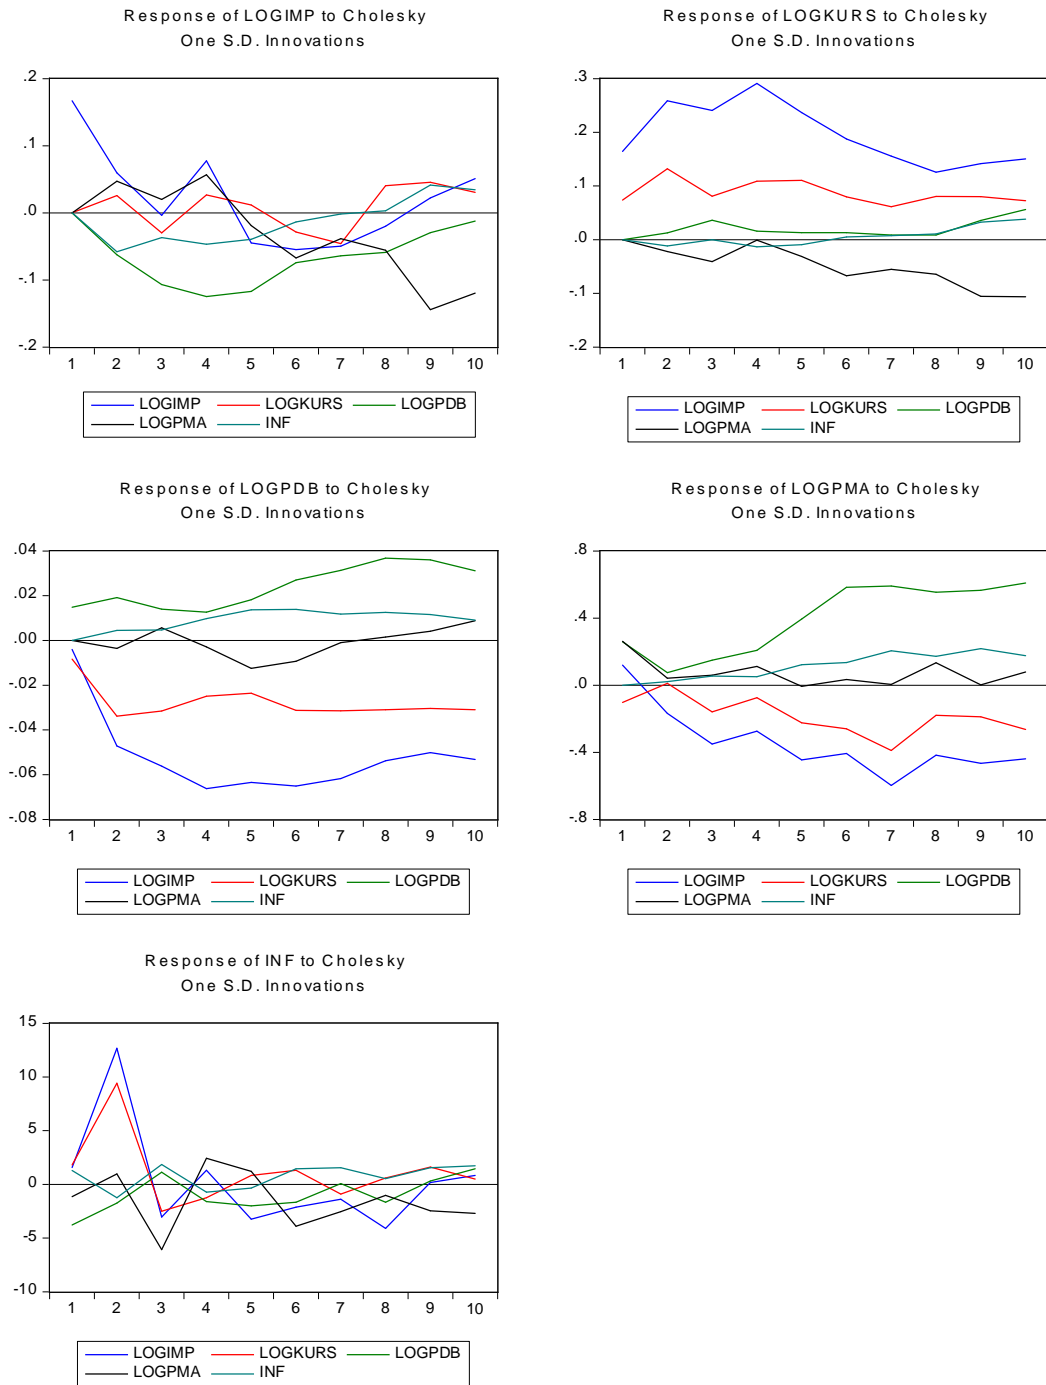 Response of LOGIMP to Cholesky
One S.D. Innovations
.2
.1
.0
-.1
-.2
1 2 3 4 5 6 7 8 9 10
LOGIMP LOGKURS LOGPDB
LOGPMA INF
Response of LOGKURS to Cholesky
One S.D. Innovations
.3
.2
.1
.0
-.1
-.2
1 2 3 4 5 6 7 8 9 10
LOGIMP LOGKURS LOGPDB
LOGPMA INF
Response of LOGPDB to Cholesky
One S.D. Innovations
.04
.02
.00
-.02
-.04
-.06
-.08
1 2 3 4 5 6 7 8 9 10
LOGIMP LOGKURS LOGPDB
LOGPMA INF
Response of LOGPMA to Cholesky
One S.D. Innovations
.8
.4
.0
-.4
-.8
1 2 3 4 5 6 7 8 9 10
LOGIMP LOGKURS LOGPDB
LOGPMA INF
Response of INF to Cholesky
One S.D. Innovations
15
10
5
0
-5
-10
1 2 3 4 5 6 7 8 9 10
LOGIMP LOGKURS LOGPDB
LOGPMA INF